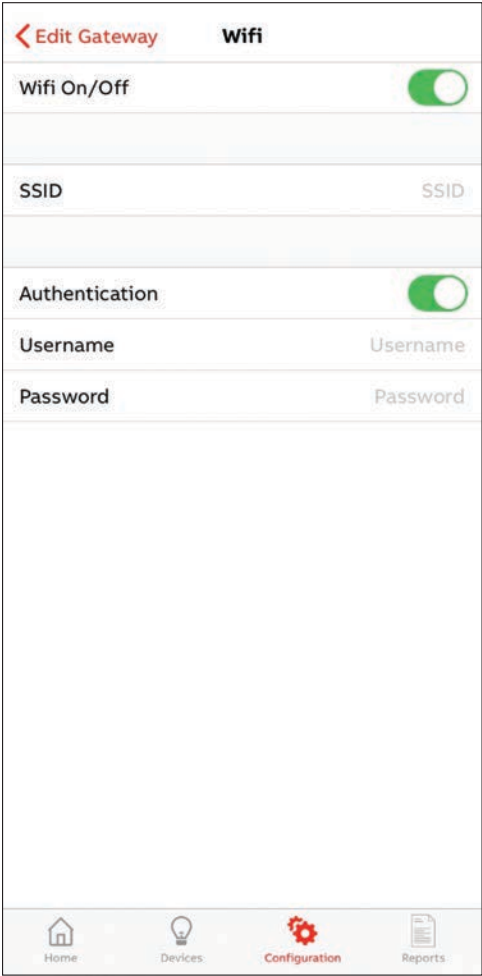 Edit Gateway Wifi
Wifi On/Off
SSID SSID
Authentication
Username Username
Password Password
Home Devices Configuration Reports